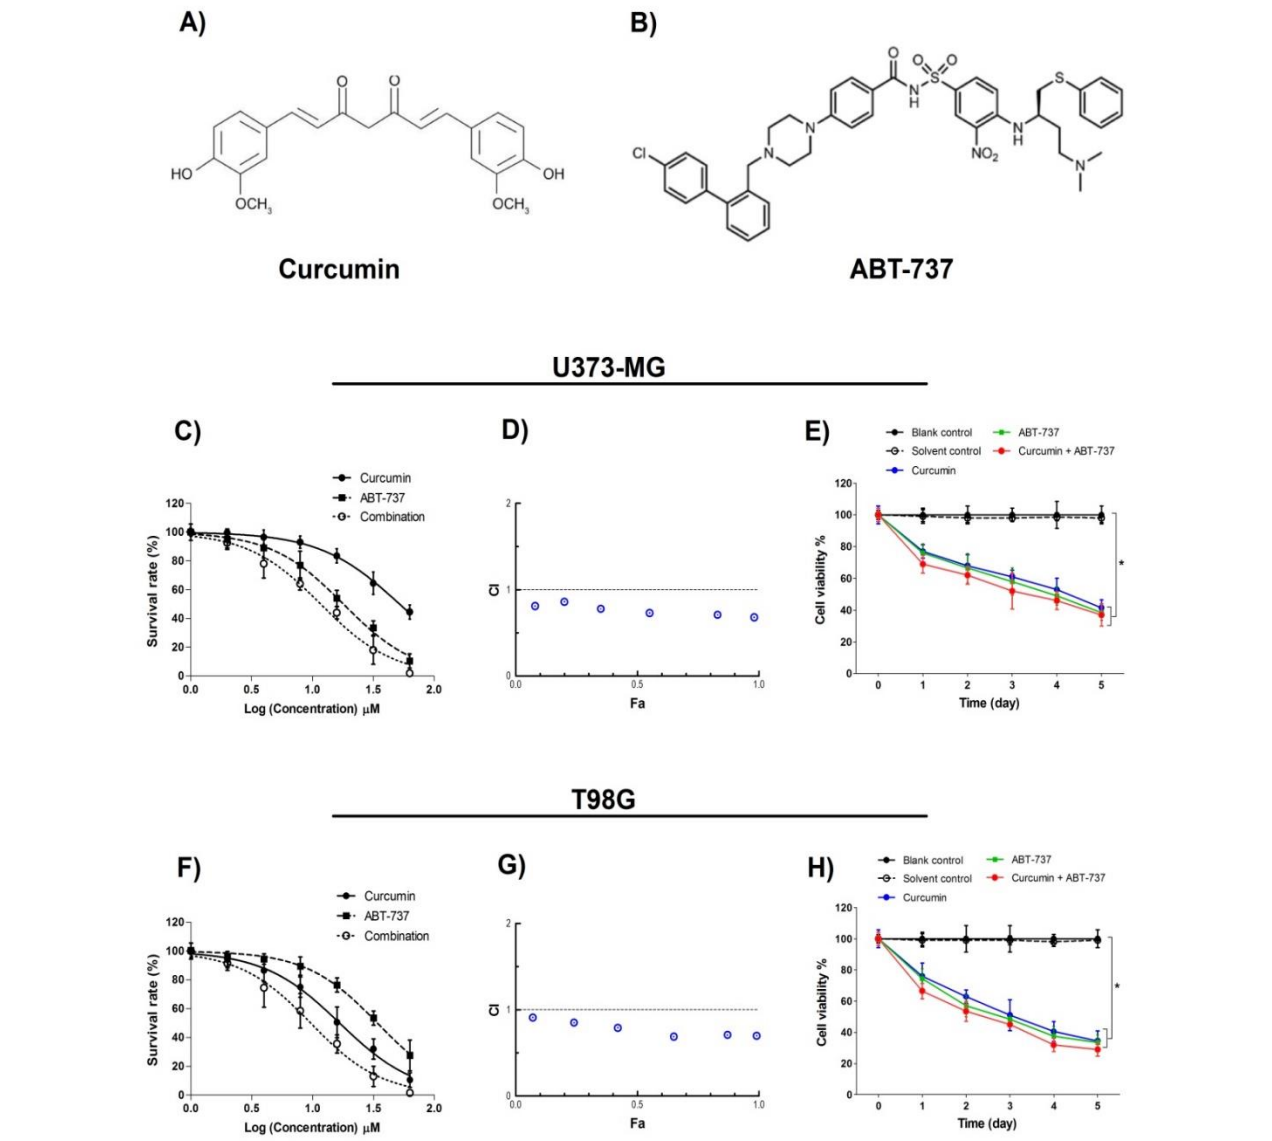 A)
O
O
HO
OCH3
OCH3
OH
Curcumin
B)
O
O
O
S
N
H
S
N
N
H
NO2
N
N
Cl
ABT-737
U373-MG
C)
Curcumin
ABT-737
Combination
120
100
80
60
40
20
0
Survival rate (%)
0.0 0.5 1.0 1.5 2.0
Log (Concentration) µM
D)
2
1
0
CI
0.0 0.5 1.0
Fa
E)
Blank control
Solvent control
Curcumin
ABT-737
Curcumin + ABT-737
120
100
80
60
40
20
0
Cell viability %
*
0 1 2 3 4 5
Time (day)
T98G
F)
Curcumin
ABT-737
Combination
120
100
80
60
40
20
0
Survival rate (%)
0.0 0.5 1.0 1.5 2.0
Log (Concentration) µM
G)
2
1
0
CI
0.0 0.5 1.0
Fa
H)
Blank control
Solvent control
Curcumin
ABT-737
Curcumin + ABT-737
120
100
80
60
40
20
0
Cell viability %
*
0 1 2 3 4 5
Time (day)